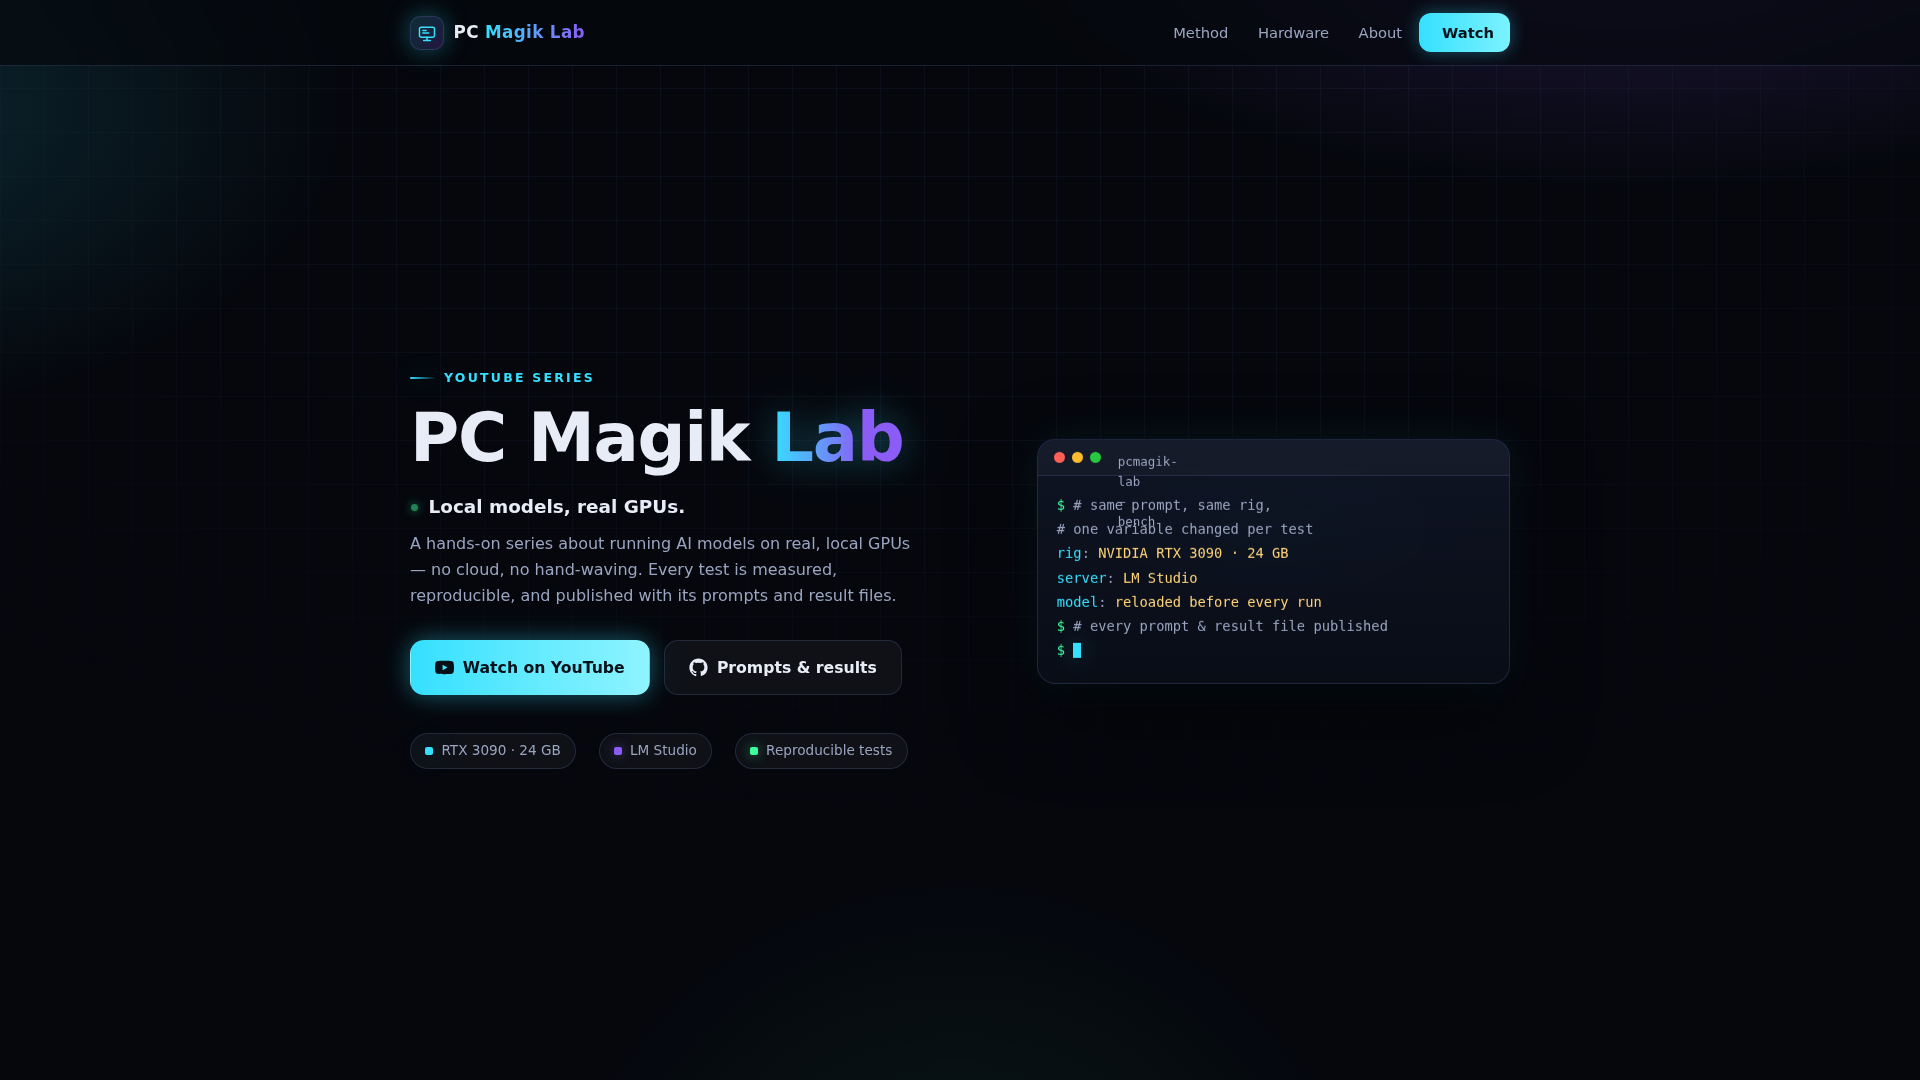 PC Magik Lab
Method
Hardware
About
Watch
YOUTUBE SERIES
PC Magik Lab
Local models, real GPUs.
A hands-on series about running AI models on real, local GPUs
— no cloud, no hand-waving. Every test is measured,
reproducible, and published with its prompts and result files.
Watch on YouTube
Prompts & results
RTX 3090 · 24 GB
LM Studio
Reproducible tests
pcmagik-
lab
—
bench
$ # same prompt, same rig,
# one variable changed per test
rig: NVIDIA RTX 3090 · 24 GB
server: LM Studio
model: reloaded before every run
$ # every prompt & result file published
$